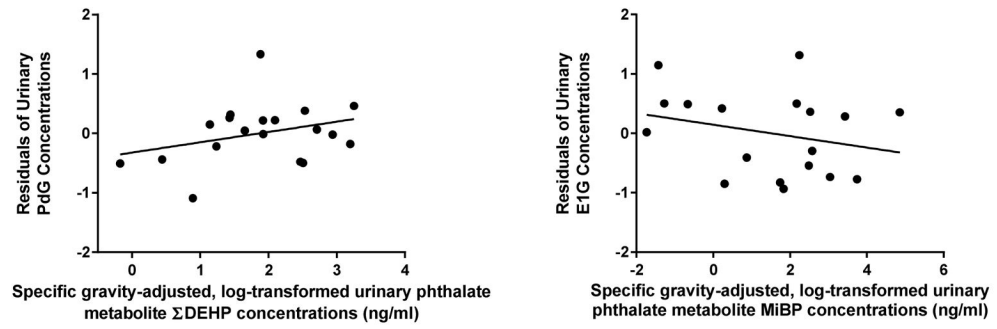 2
1
0
-1
-2
Residuals of Urinary
PdG Concentrations
0 1 2 3 4
Specific gravity-adjusted, log-transformed urinary phthalate
metabolite ΣDEHP concentrations (ng/ml)
2
1
0
-1
-2
Residuals of Urinary
E1G Concentrations
-2 0 2 4 6
Specific gravity-adjusted, log-transformed urinary
phthalate metabolite MiBP concentrations (ng/ml)